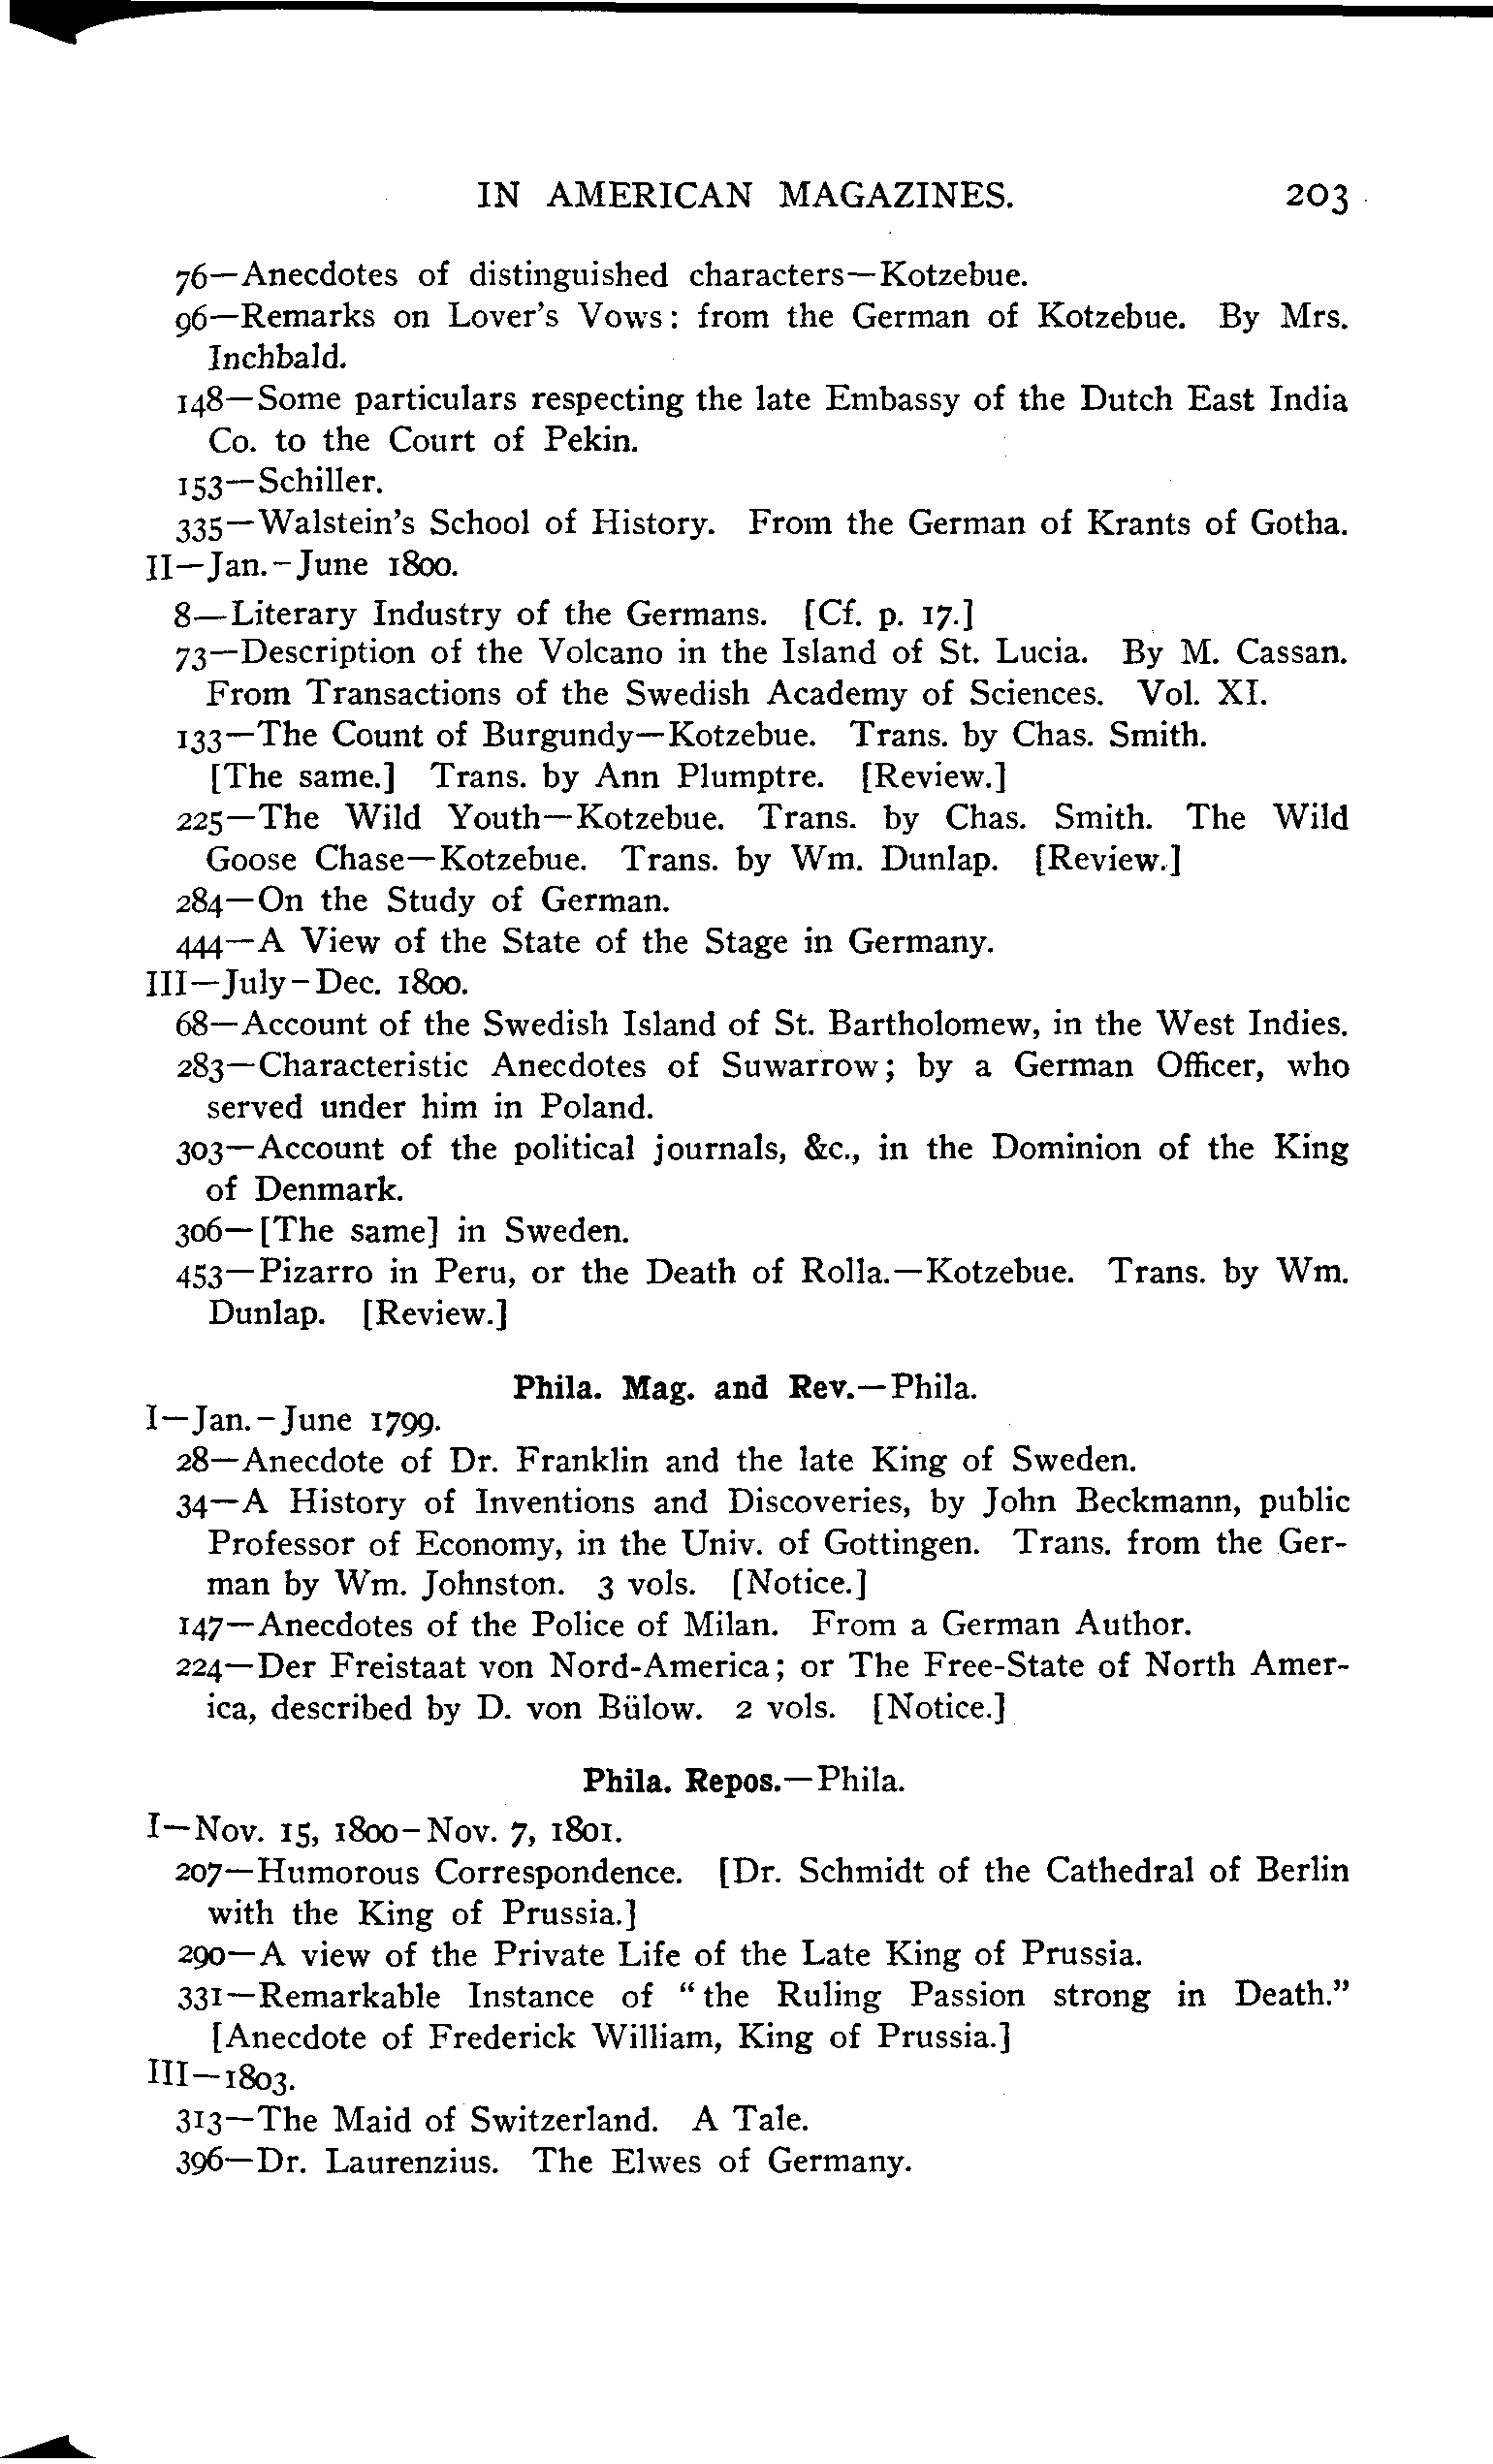 IN AMERICAN MAGAZINES. 203
76—Anecdotes of distinguished characters—Kotzebue.
96—Remarks on Lover's Vows: from the German of Kotzebue. By Mrs.
Inchbald.
148—Some particulars respecting the late Embassy of the Dutch East India
Co. to the Court of Pekin.
153—Schiller.
335—Walstein's School of History. From the German of Krants of Gotha.
II—Jan.-June 1800.
8—Literary Industry of the Germans. [Cf. p. 17.]
73—Description of the Volcano in the Island of St. Lucia. By M. Cassan.
From Transactions of the Swedish Academy of Sciences. Vol. XI.
133—The Count of Burgundy—Kotzebue. Trans. by Chas. Smith.
[The same.] Trans. by Ann Plumptre. [Review.]
225—The Wild Youth—Kotzebue. Trans. by Chas. Smith. The Wild
Goose Chase—Kotzebue. Trans. by Wm. Dunlap. [Review.]
284—On the Study of German.
444—A View of the State of the Stage in Germany.
III—July-Dec. 1800.
68—Account of the Swedish Island of St. Bartholomew, in the West Indies.
283—Characteristic Anecdotes of Suwarrow; by a German Officer, who
served under him in Poland.
303—Account of the political journals, &c., in the Dominion of the King
of Denmark.
306—[The same] in Sweden.
453—Pizarro in Peru, or the Death of Rolla.—Kotzebue. Trans. by Wm.
Dunlap. [Review.]
Phila. Mag. and Rev.—Phila.
I—Jan.-June 1799.
28—Anecdote of Dr. Franklin and the late King of Sweden.
34—A History of Inventions and Discoveries, by John Beckmann, public
Professor of Economy, in the Univ. of Gottingen. Trans. from the Ger-
man by Wm. Johnston. 3 vols. [Notice.]
147—Anecdotes of the Police of Milan. From a German Author.
224—Der Freistaat von Nord-America; or The Free-State of North Amer-
ica, described by D. von Bülow. 2 vols. [Notice.]
Phila. Repos.—Phila.
I—Nov. 15, 1800-Nov. 7, 1801.
207—Humorous Correspondence. [Dr. Schmidt of the Cathedral of Berlin
with the King of Prussia.]
290—A view of the Private Life of the Late King of Prussia.
331—Remarkable Instance of "the Ruling Passion strong in Death."
[Anecdote of Frederick William, King of Prussia.]
III—1803.
313—The Maid of Switzerland. A Tale.
396—Dr. Laurenzius. The Elwes of Germany.